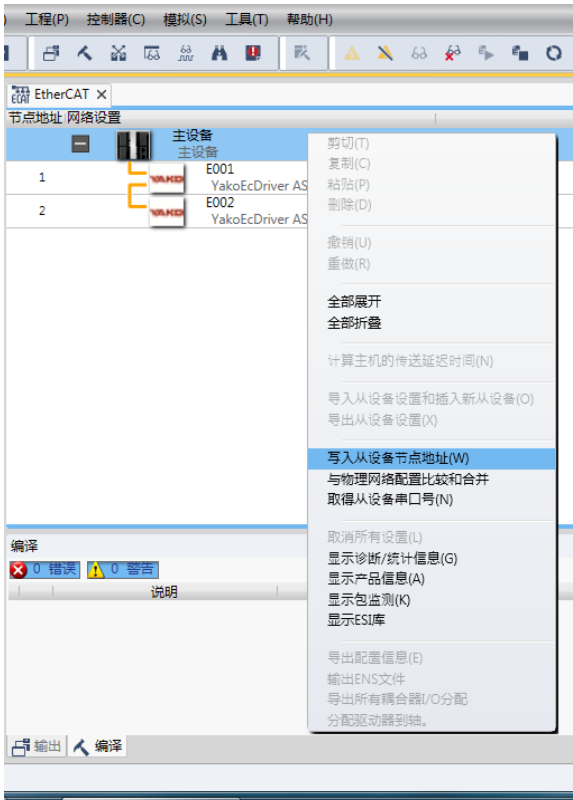 ) 工程(P) 控制器(C) 模拟(S) 工具(T) 帮助(H)
EtherCAT ×
节点地址 网络设置
主设备
主设备
1 YAKO E001
YakoEcDriver AS
2 YAKO E002
YakoEcDriver AS
剪切(T)
复制(C)
粘贴(P)
删除(D)
撤销(U)
重做(R)
全部展开
全部折叠
计算主机的传送延迟时间(N)
导入从设备设置和插入新从设备(O)
导出从设备设置(X)
写入从设备节点地址(W)
与物理网络配置比较和合并
取得从设备串口号(N)
取消所有设置(L)
显示诊断/统计信息(G)
显示产品信息(A)
显示包监测(K)
显示ESI库
导出配置信息(E)
输出ENS文件
导出所有耦合器I/O分配
分配驱动器到轴。
编译
0 错误 0 警告
说明
输出 编译